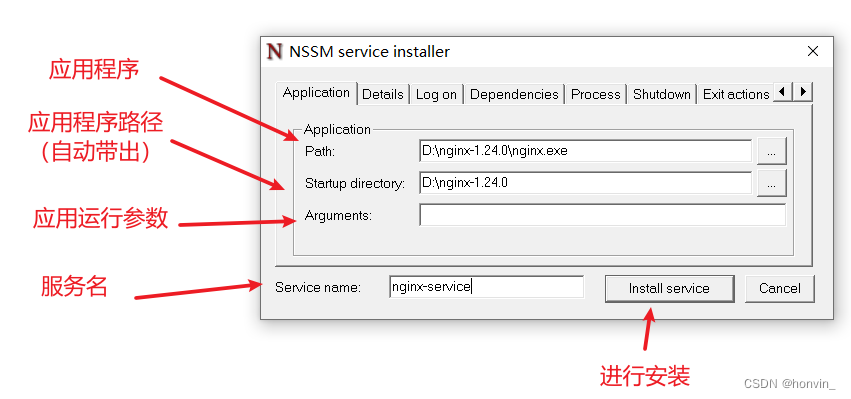 NSSM service installer
应用程序
Application Details Log on Dependencies Process Shutdown Exit actions
应用程序路径
（自动带出）
Application
Path: D:\nginx-1.24.0\nginx.exe ...
Startup directory: D:\nginx-1.24.0 ...
应用运行参数
Arguments:
服务名
Service name: nginx-service Install service Cancel
进行安装
CSDN @honvin_